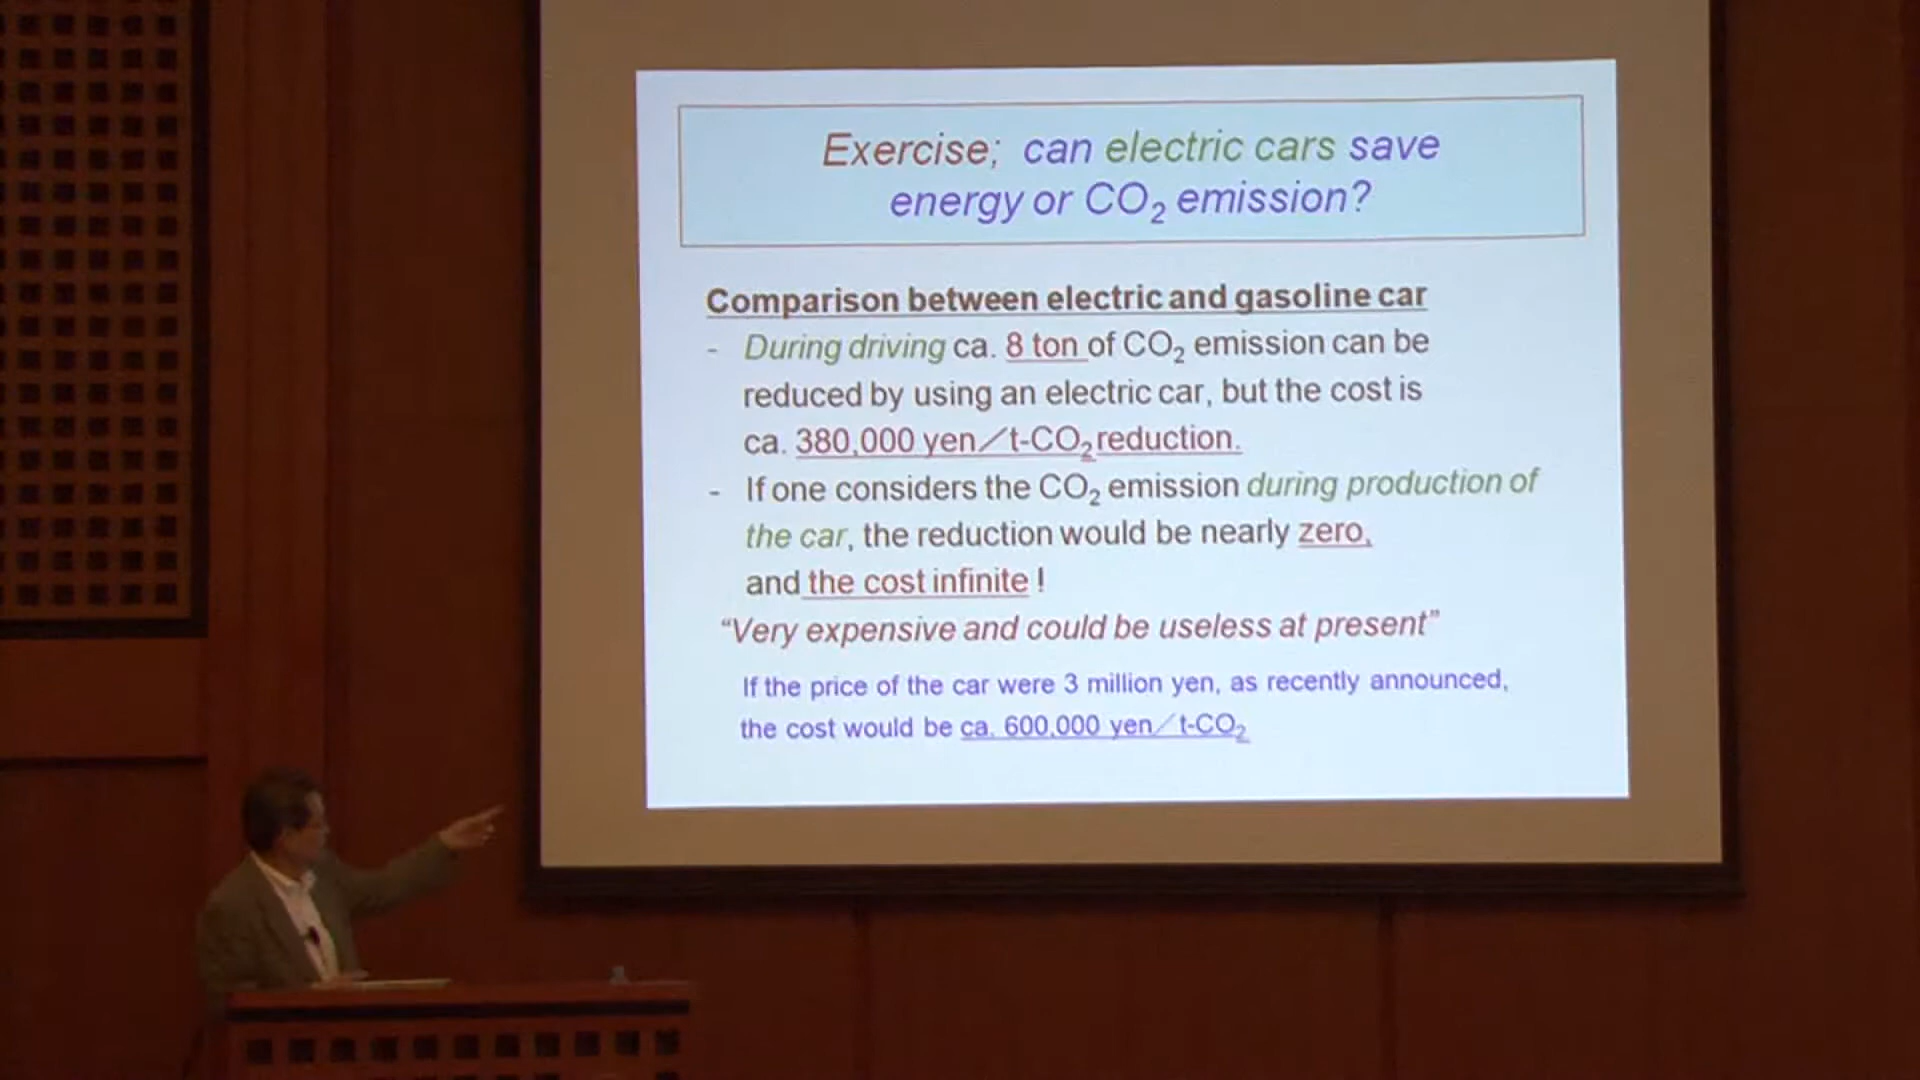 Exercise; can electric cars save
energy or CO₂ emission?
Comparison between electric and gasoline car
- During driving ca. 8 ton of CO₂ emission can be
reduced by using an electric car, but the cost is
ca. 380,000 yen／t-CO₂ reduction.
- If one considers the CO₂ emission during production of
the car, the reduction would be nearly zero,
and the cost infinite !
“Very expensive and could be useless at present”
If the price of the car were 3 million yen, as recently announced,
the cost would be ca. 600,000 yen／t-CO₂